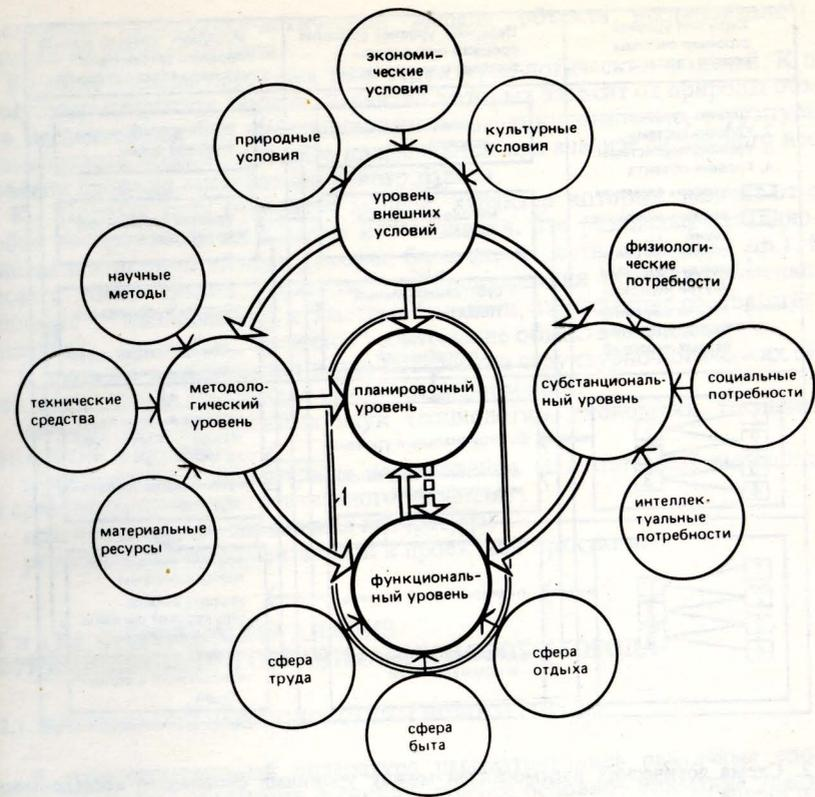 экономи-
ческие
условия
природные
условия
культурные
условия
уровень
внешних
условий
научные
методы
физиологи-
ческие
потребности
технические
средства
методоло-
гический
уровень
планировочный
уровень
субстанциональ-
ный уровень
социальные
потребности
1
материальные
ресурсы
интеллек-
туальные
потребности
функциональ-
ный уровень
сфера
труда
сфера
отдыха
сфера
быта